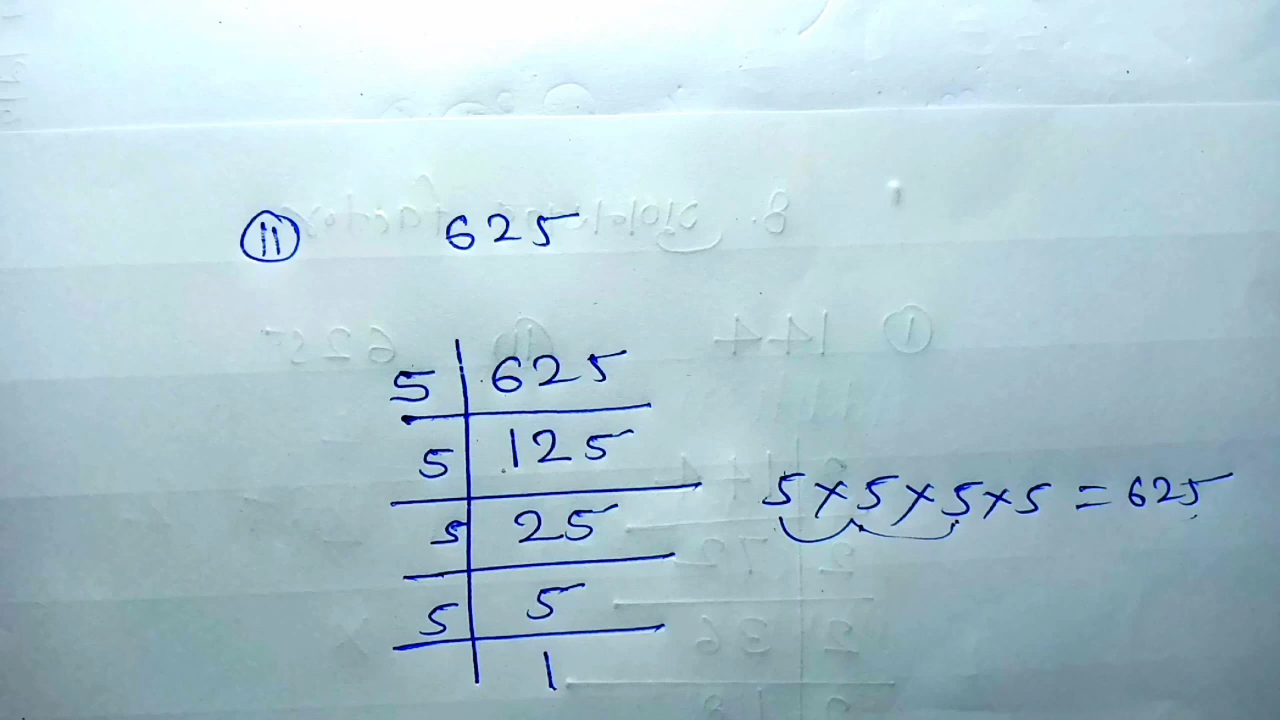 (11) 625
5 | 625
5 | 125
5 | 25
5 | 5
1
5 × 5 × 5 × 5 = 625